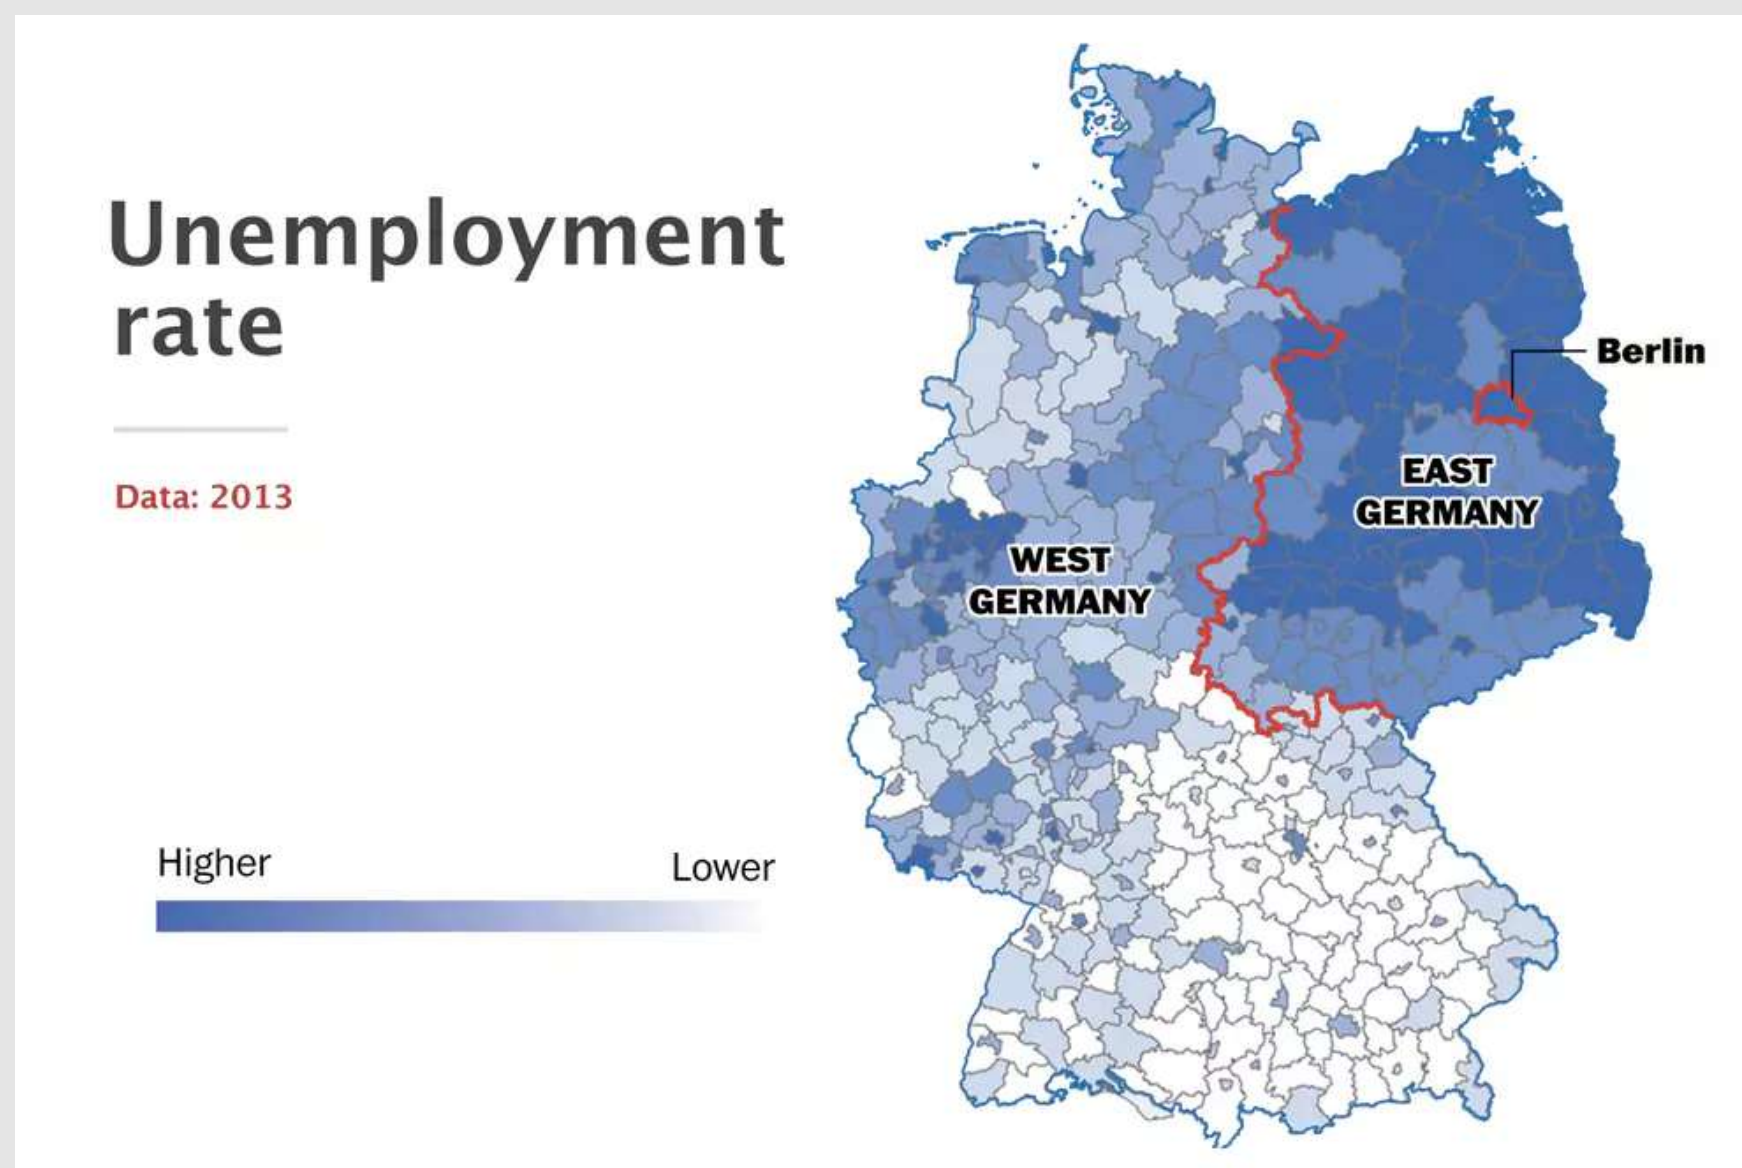 Unemployment
rate
Data: 2013
Higher
Lower
Berlin
EAST
GERMANY
WEST
GERMANY